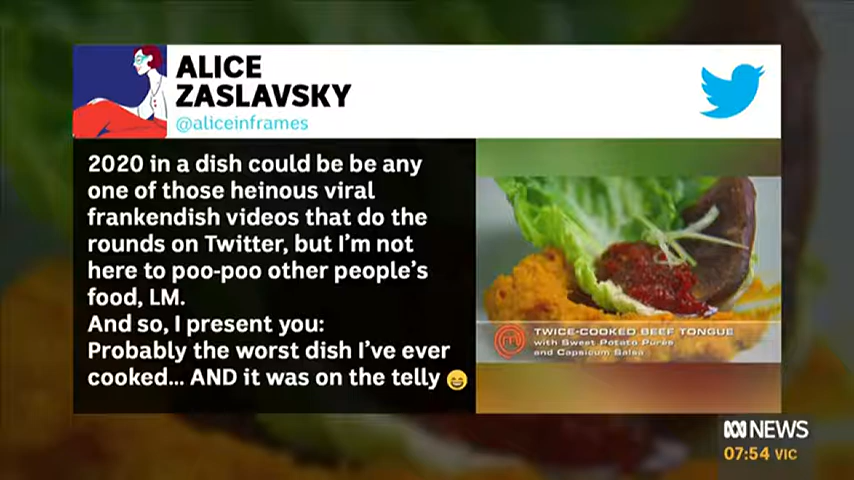 ALICE
ZASLAVSKY
@aliceinframes
2020 in a dish could be be any
one of those heinous viral
frankendish videos that do the
rounds on Twitter, but I'm not
here to poo-poo other people's
food, LM.
And so, I present you:
Probably the worst dish I've ever
cooked... AND it was on the telly 😄
TWICE-COOKED BEEF TONGUE
with Sweet Potato Purée
and Capsicum Salsa
ABC NEWS
07:54 VIC